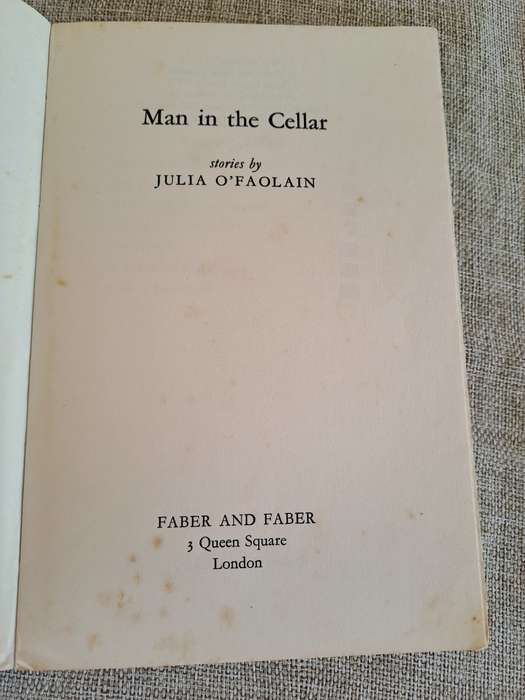 Man in the Cellar
stories by
JULIA O'FAOLAIN
FABER AND FABER
3 Queen Square
London